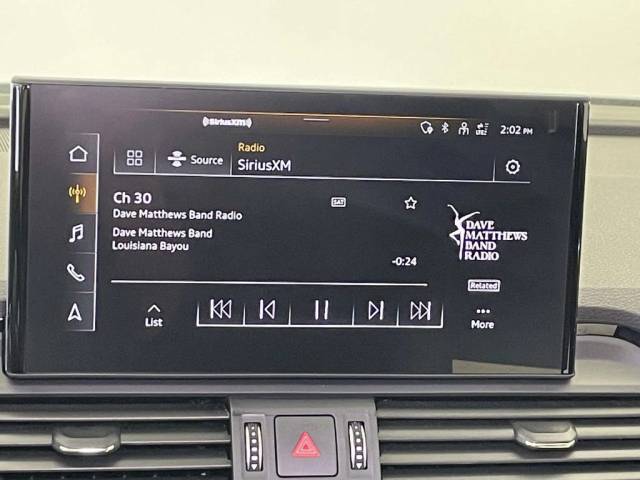 ((SiriusXM))
LTE
2:02 PM
Radio
Source
SiriusXM
Ch 30
SAT
Dave Matthews Band Radio
Dave Matthews Band
Louisiana Bayou
DAVE
MATTHEWS
BAND
RADIO
-0:24
Related
List
More